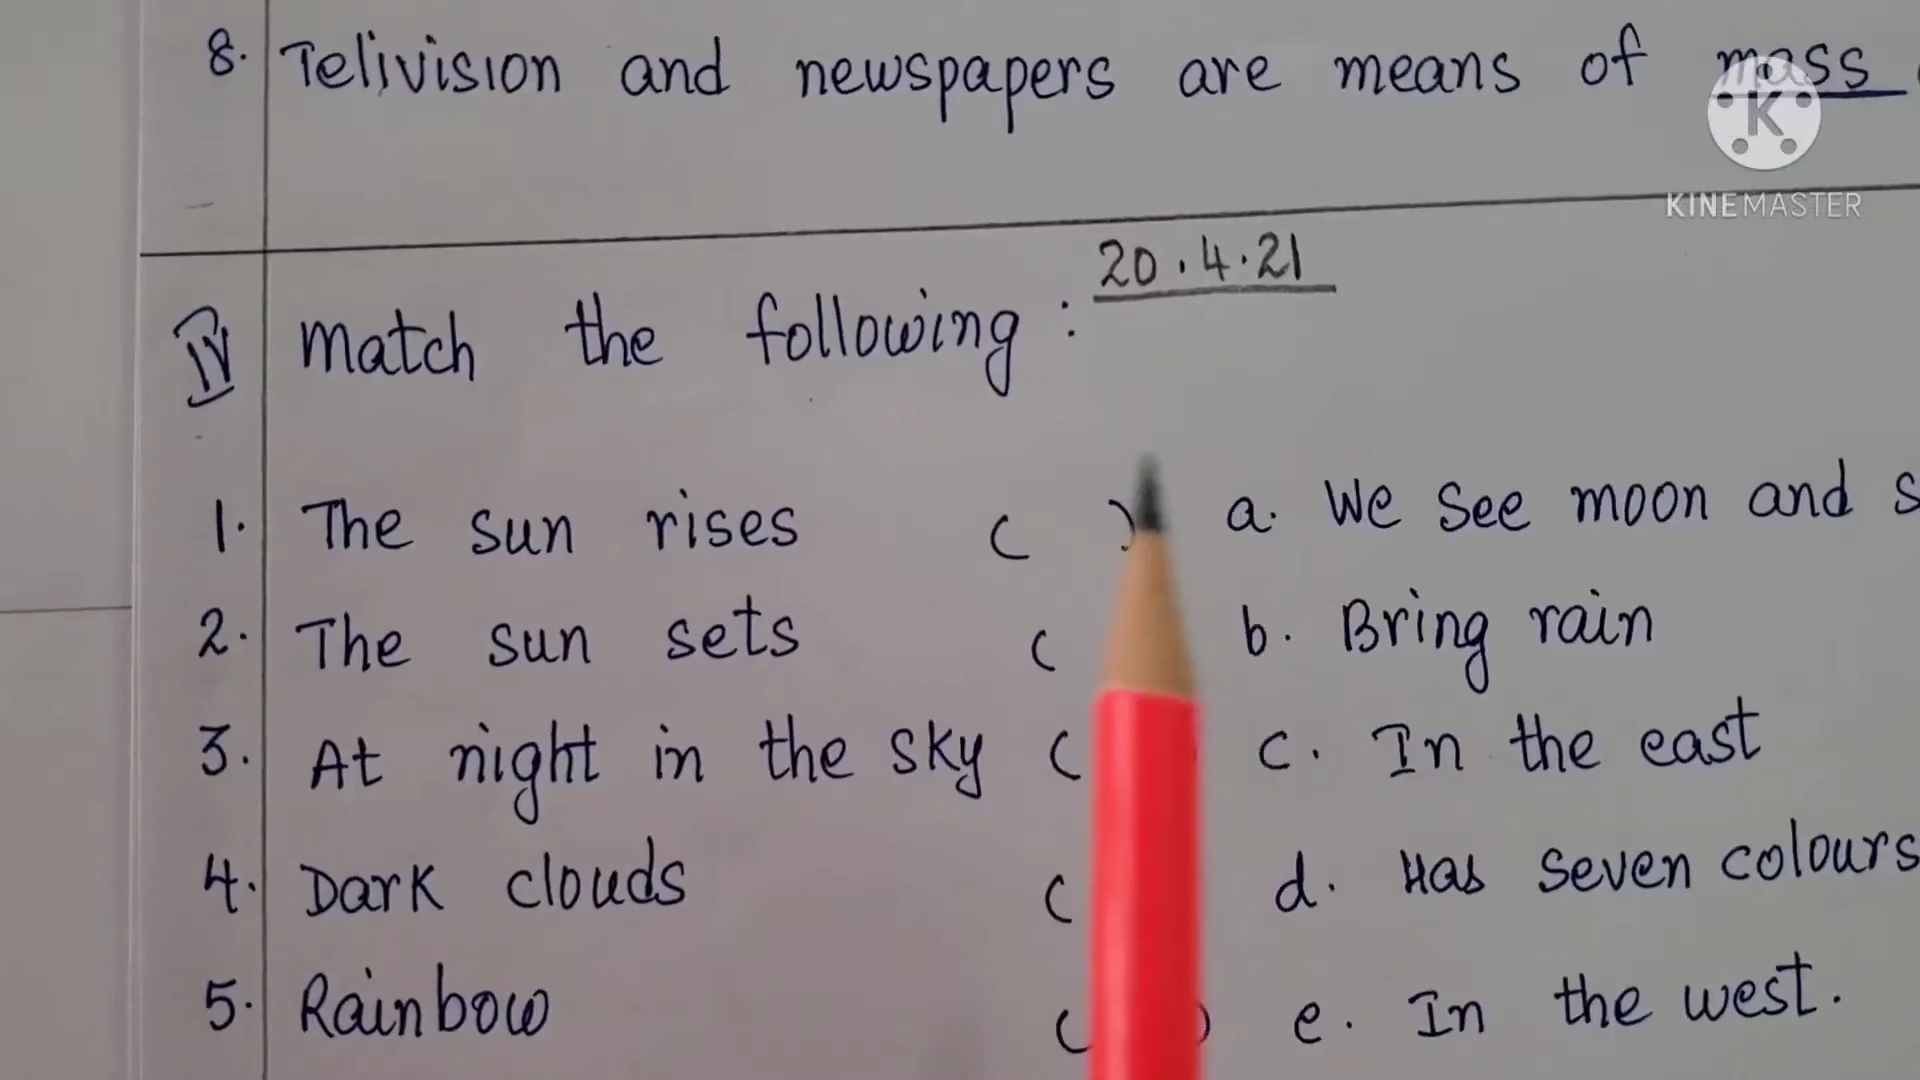 8. Telivision and newspapers are means of mass
KINEMASTER
20.4.21
IV Match the following :
1. The sun rises ( ) a. We see moon and s
2. The sun sets ( b. Bring rain
3. At night in the sky ( ) c. In the east
4. Dark clouds ( d. Has seven colours
5. Rainbow ( ) e. In the west.